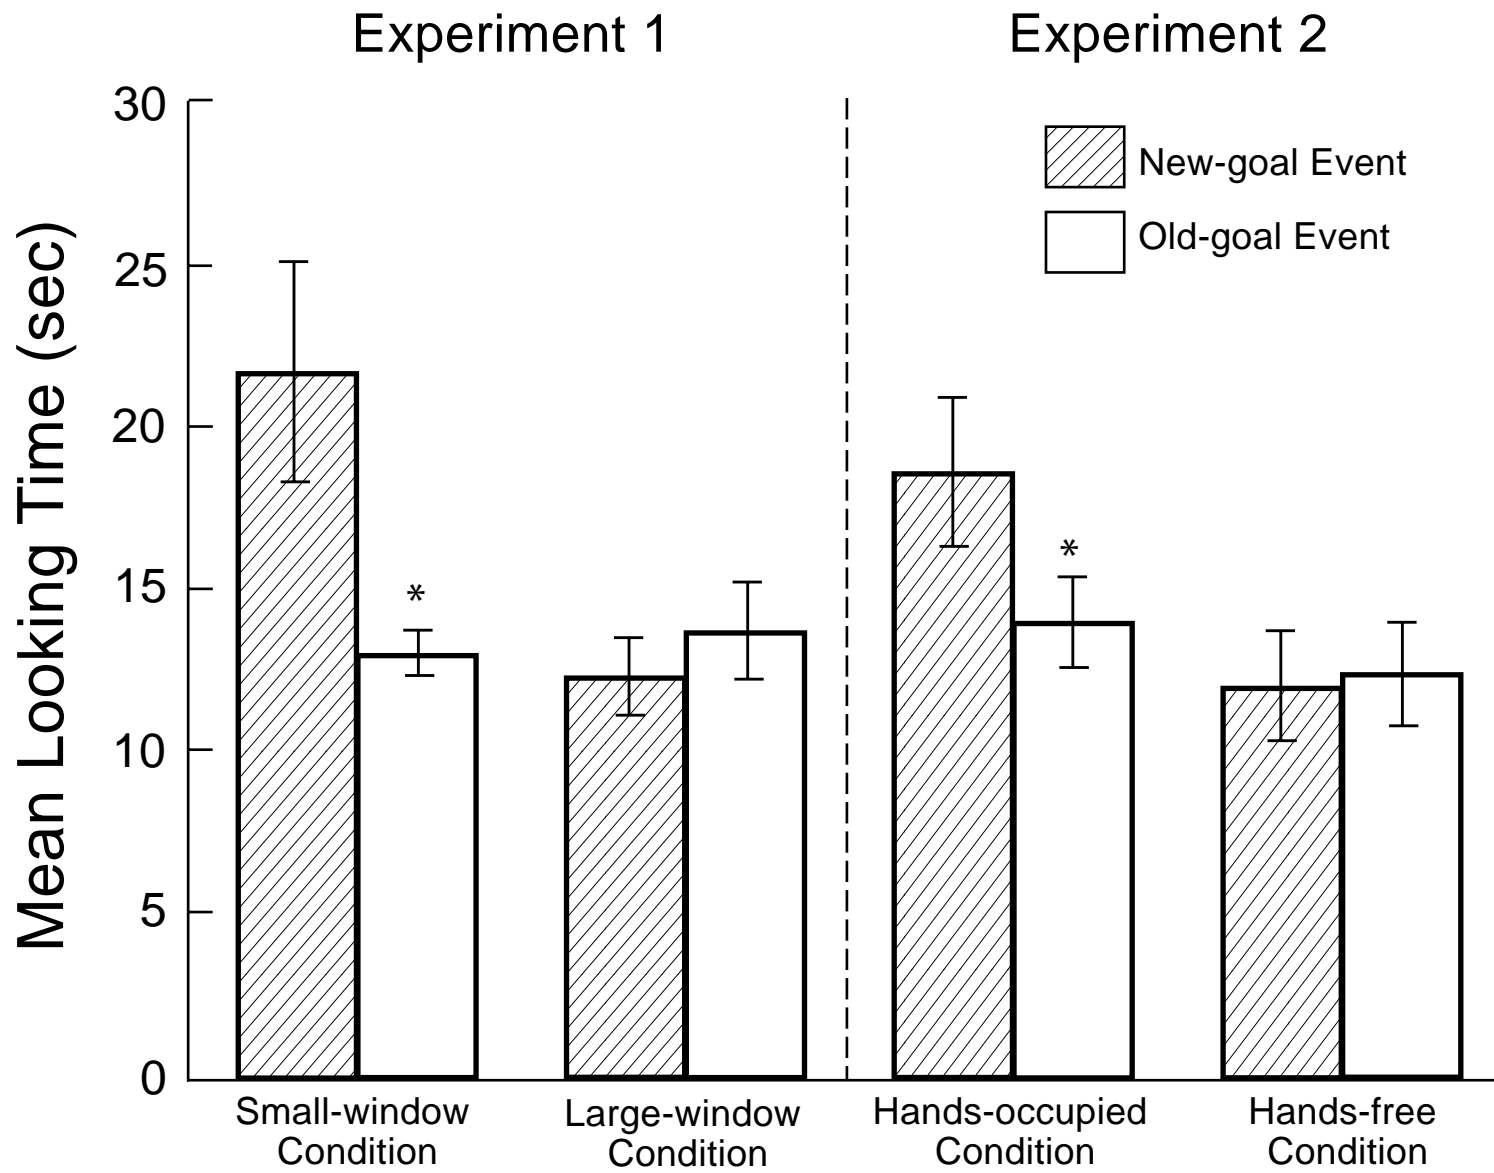 Experiment 1
Experiment 2
Mean Looking Time (sec)
30
25
20
15
10
5
0
New-goal Event
Old-goal Event
*
*
Small-window
Condition
Large-window
Condition
Hands-occupied
Condition
Hands-free
Condition